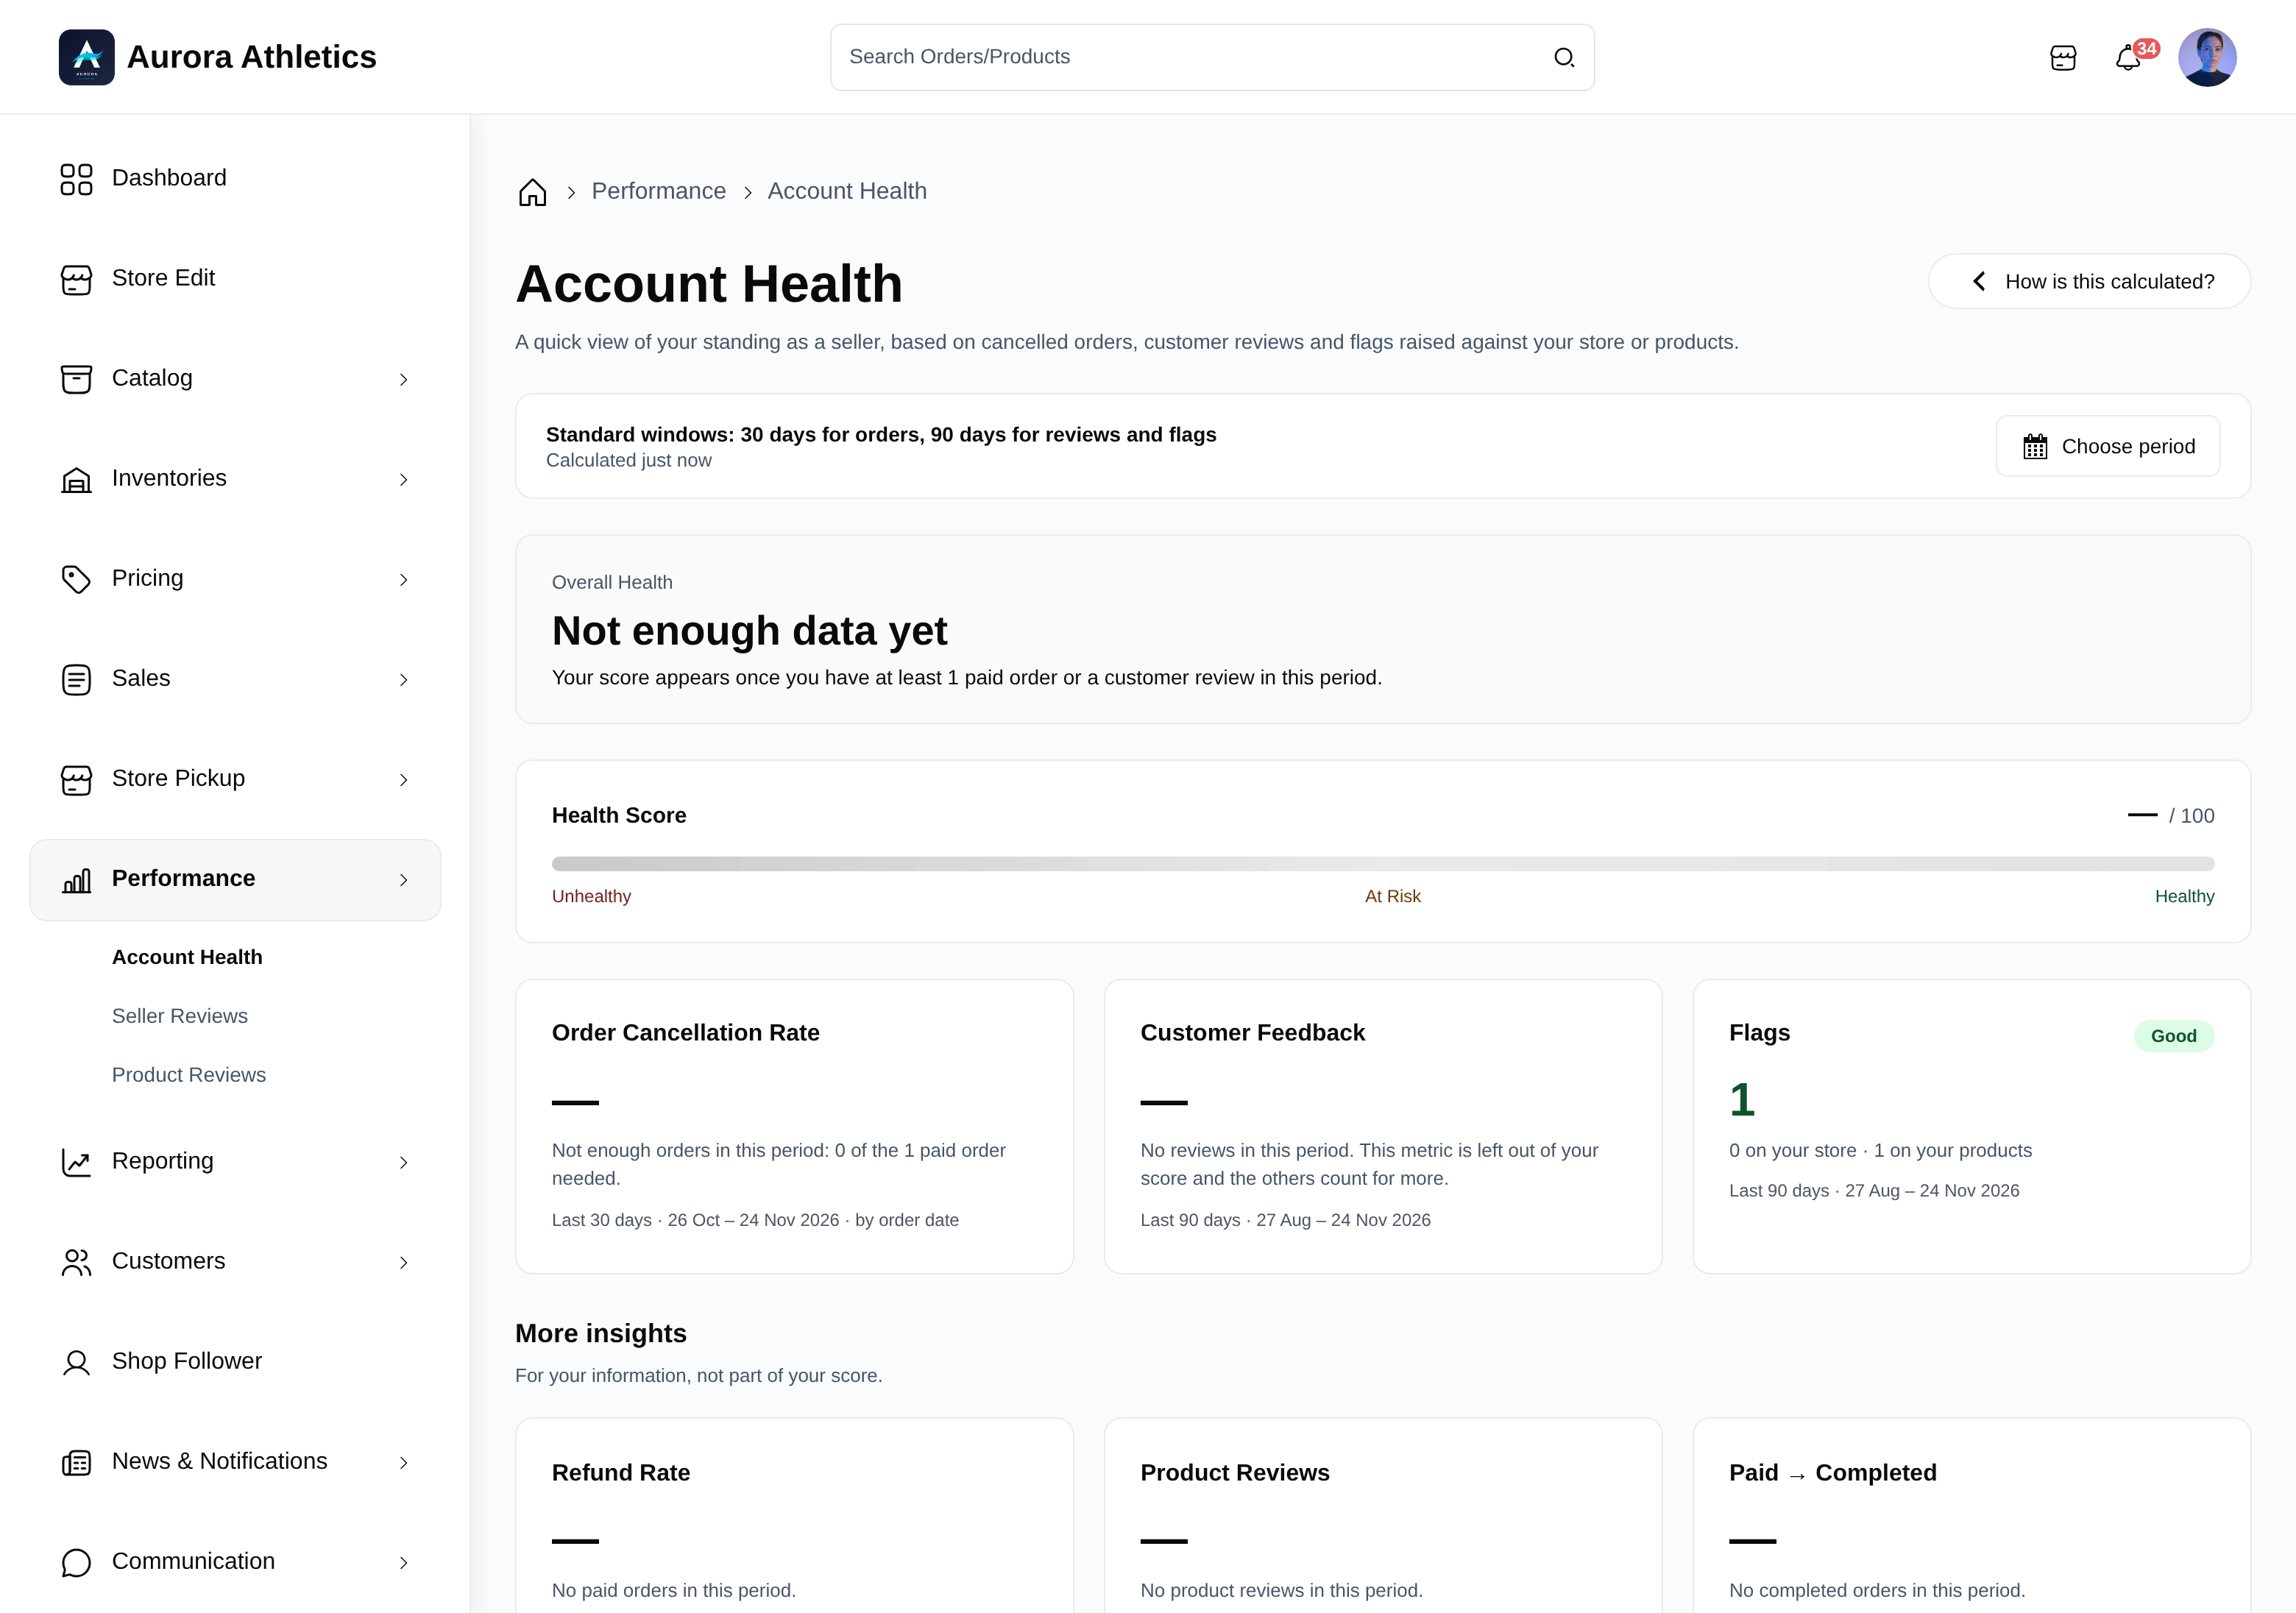 AURORA
Aurora Athletics
Search Orders/Products
34
Dashboard
Store Edit
Catalog
Inventories
Pricing
Sales
Store Pickup
Performance
Account Health
Seller Reviews
Product Reviews
Reporting
Customers
Shop Follower
News & Notifications
Communication
Performance
Account Health
Account Health
How is this calculated?
A quick view of your standing as a seller, based on cancelled orders, customer reviews and flags raised against your store or products.
Standard windows: 30 days for orders, 90 days for reviews and flags
Calculated just now
Choose period
Overall Health
Not enough data yet
Your score appears once you have at least 1 paid order or a customer review in this period.
Health Score
— / 100
Unhealthy
At Risk
Healthy
Order Cancellation Rate
—
Not enough orders in this period: 0 of the 1 paid order
needed.
Last 30 days · 26 Oct – 24 Nov 2026 · by order date
Customer Feedback
—
No reviews in this period. This metric is left out of your
score and the others count for more.
Last 90 days · 27 Aug – 24 Nov 2026
Flags
Good
1
0 on your store · 1 on your products
Last 90 days · 27 Aug – 24 Nov 2026
More insights
For your information, not part of your score.
Refund Rate
—
No paid orders in this period.
Product Reviews
—
No product reviews in this period.
Paid → Completed
—
No completed orders in this period.